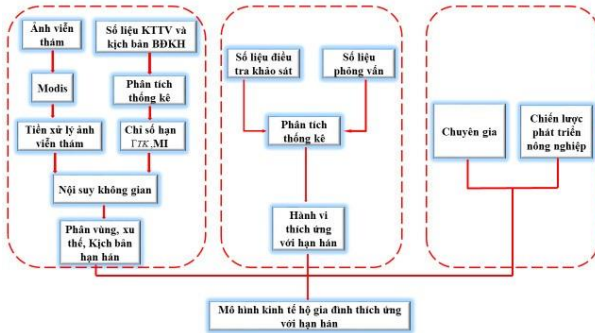 Ảnh viễn
thám
Số liệu KTTV và
kịch bản BĐKH
Modis
Phân tích
thống kê
Tiền xử lý ảnh
viễn thám
Chỉ số hạn
ΓTK,MI
Nội suy không gian
Phân vùng, xu
thế, Kịch bản
hạn hán
Số liệu điều
tra khảo sát
Số liệu
phỏng vấn
Phân tích
thống kê
Hành vi
thích ứng
với hạn hán
Chuyên gia
Chiến lược
phát triển
nông nghiệp
Mô hình kinh tế hộ gia đình thích ứng
với hạn hán